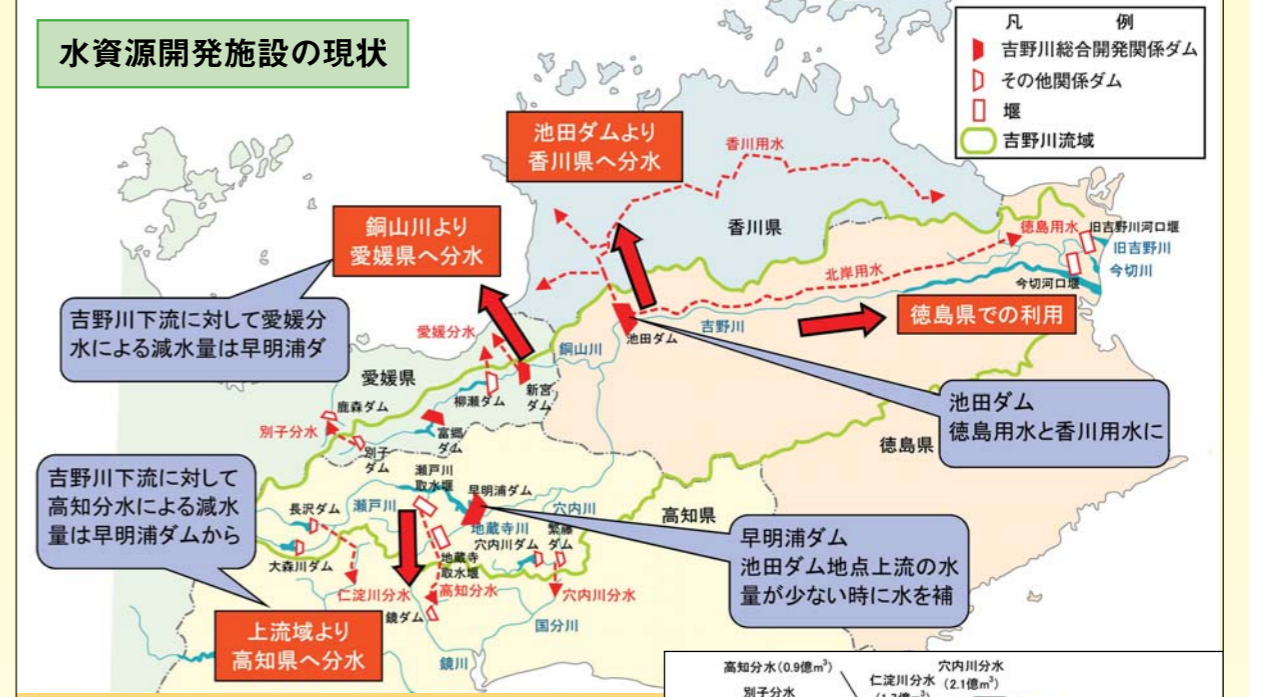 水資源開発施設の現状
凡 例
吉野川総合開発関係ダム
その他関係ダム
堰
吉野川流域
池田ダムより
香川県へ分水
香川用水
銅山川より
愛媛県へ分水
香川県
徳島用水
旧吉野川河口堰
旧吉野川
今切川
今切河口堰
北岸用水
徳島県での利用
吉野川下流に対して愛媛分
水による減水量は早明浦ダ
愛媛分水
池田ダム
吉野川
銅山川
愛媛県
柳瀬ダム
新宮
ダム
鹿森ダム
別子分水
別子
ダム
富郷
ダム
池田ダム
徳島用水と香川用水に
徳島県
吉野川下流に対して
高知分水による減水
量は早明浦ダムから
瀬戸川
取水堰
早明浦ダム
長沢ダム
瀬戸川
穴内川
地蔵寺川
穴内川ダム
繁藤
ダム
高知県
大森川ダム
地蔵寺
取水堰
早明浦ダム
池田ダム地点上流の水
量が少ない時に水を補
仁淀川分水
高知分水
穴内川分水
鏡ダム
国分川
上流域より
高知県へ分水
鏡川
高知分水(0.9億m³)
穴内川分水
(2.1億m³)
仁淀川分水
別子分水